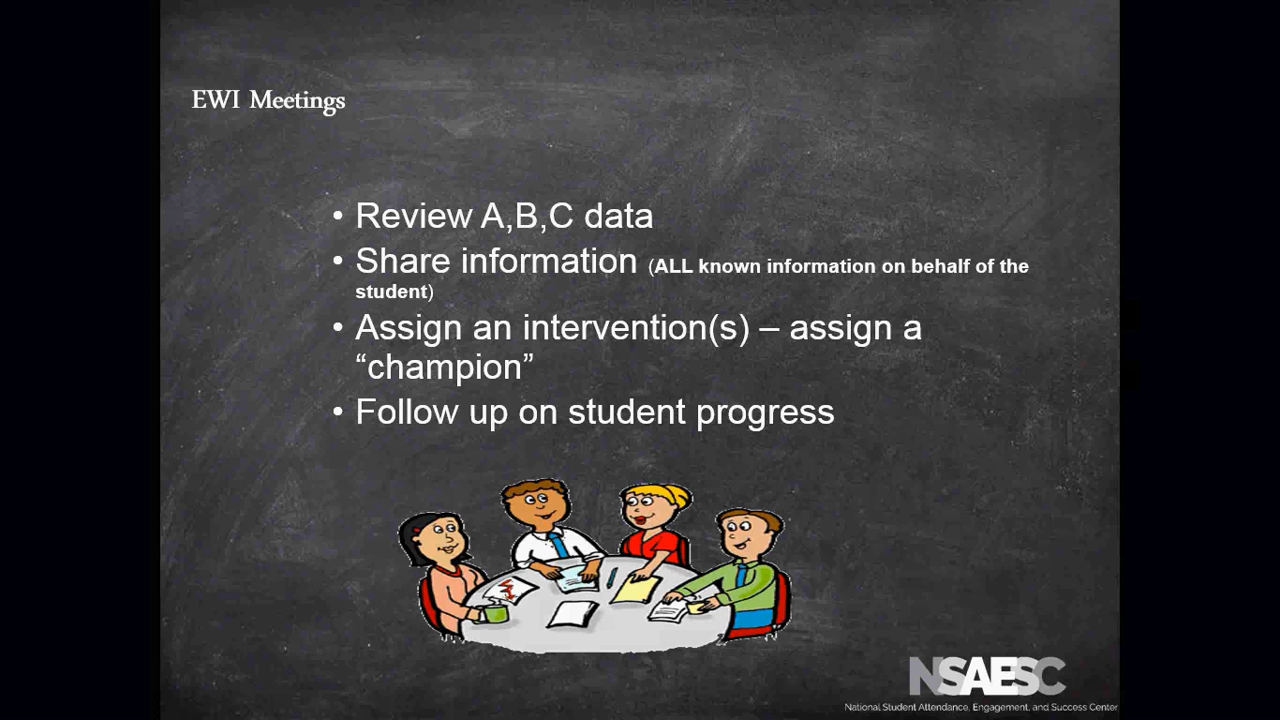 EWI Meetings
• Review A,B,C data
• Share information (ALL known information on behalf of the
student)
• Assign an intervention(s) – assign a
“champion”
• Follow up on student progress
NSAESC
National Student Attendance, Engagement, and Success Center